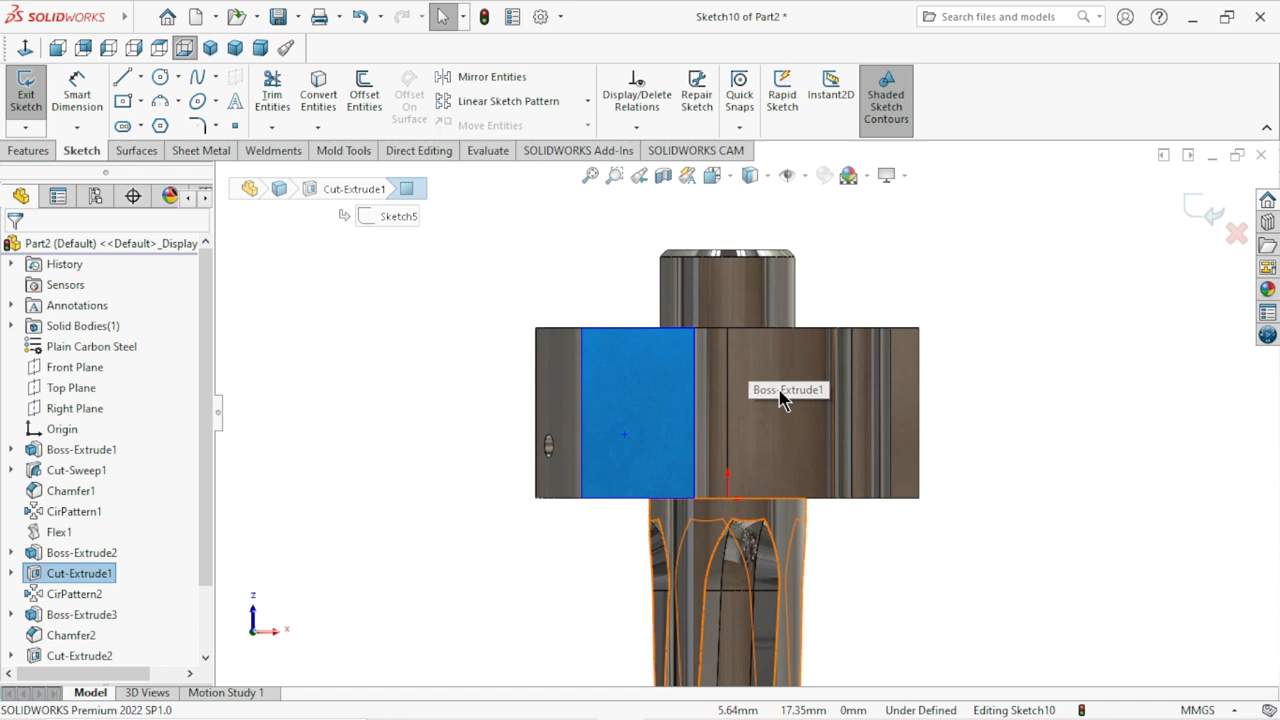 SOLIDWORKS
Sketch10 of Part2 *
Search files and models
Exit Sketch
Smart Dimension
Trim Entities
Convert Entities
Offset Entities
Offset On Surface
Mirror Entities
Linear Sketch Pattern
Move Entities
Display/Delete Relations
Repair Sketch
Quick Snaps
Rapid Sketch
Instant2D
Shaded Sketch Contours
Features
Sketch
Surfaces
Sheet Metal
Weldments
Mold Tools
Direct Editing
Evaluate
SOLIDWORKS Add-Ins
SOLIDWORKS CAM
Cut-Extrude1
Sketch5
Part2 (Default) <<Default>_Display
History
Sensors
Annotations
Solid Bodies(1)
Plain Carbon Steel
Front Plane
Top Plane
Right Plane
Origin
Boss-Extrude1
Cut-Sweep1
Chamfer1
CirPattern1
Flex1
Boss-Extrude2
Cut-Extrude1
CirPattern2
Boss-Extrude3
Chamfer2
Cut-Extrude2
Boss-Extrude1
z
x
Model
3D Views
Motion Study 1
SOLIDWORKS Premium 2022 SP1.0
5.64mm
17.35mm
0mm
Under Defined
Editing Sketch10
MMGS